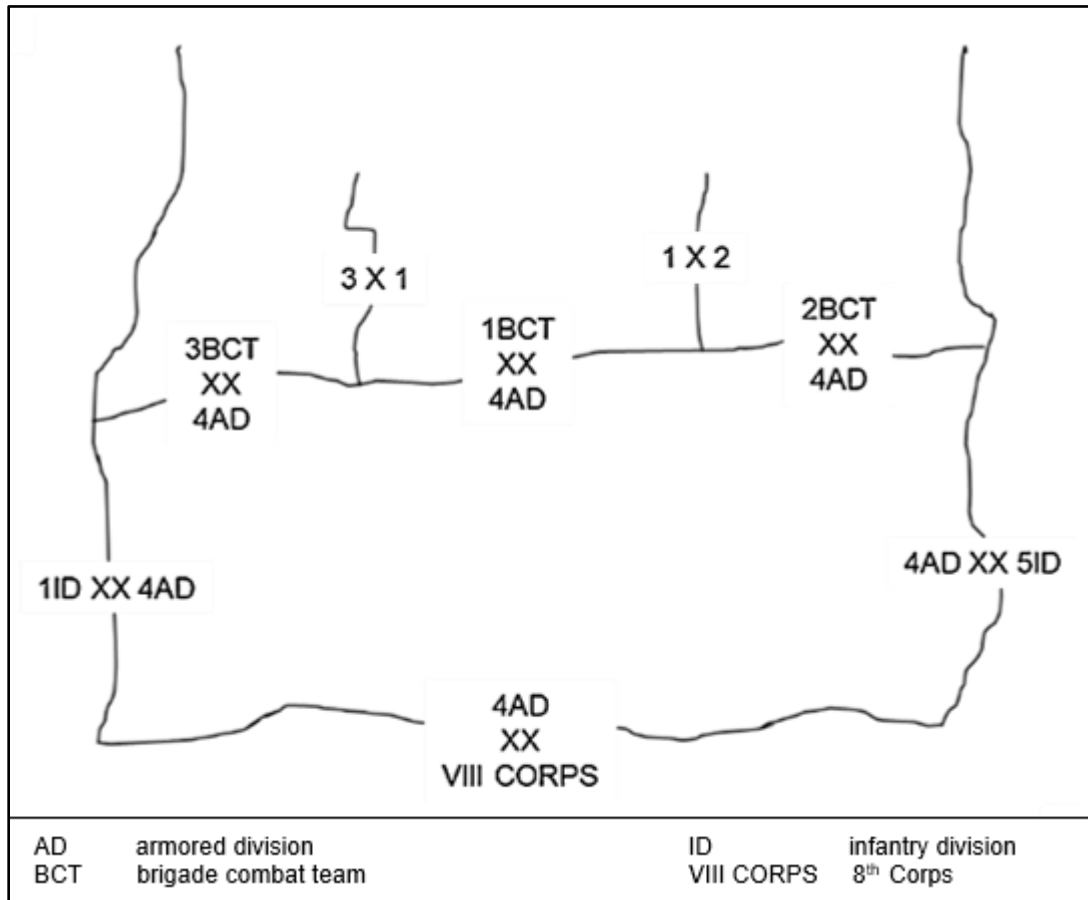 3 X 1
1 X 2
3BCT
XX
4AD
1BCT
XX
4AD
2BCT
XX
4AD
1ID XX 4AD
4AD XX 5ID
4AD
XX
VIII CORPS
AD armored division
BCT brigade combat team
ID infantry division
VIII CORPS 8th Corps